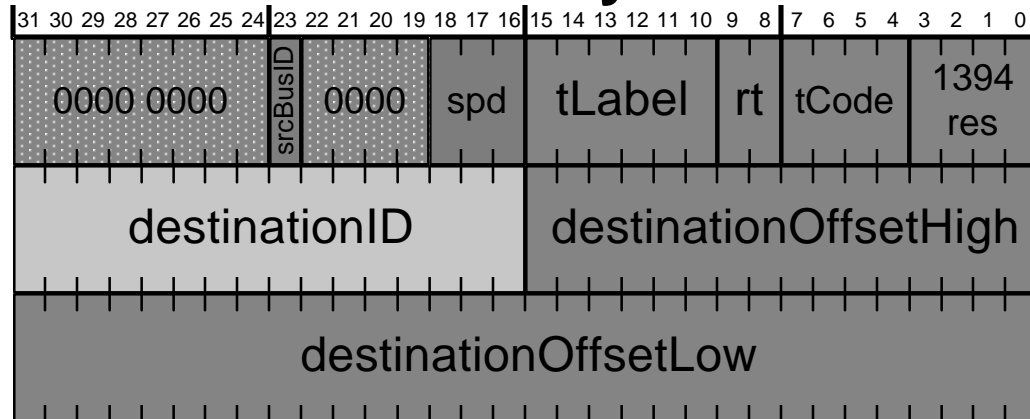 31 30 29 28 27 26 25 24 23 22 21 20 19 18 17 16 15 14 13 12 11 10 9 8 7 6 5 4 3 2 1 0
0000 0000 srcBusID 0000 spd tLabel rt tCode 1394 res
destinationID destinationOffsetHigh
destinationOffsetLow